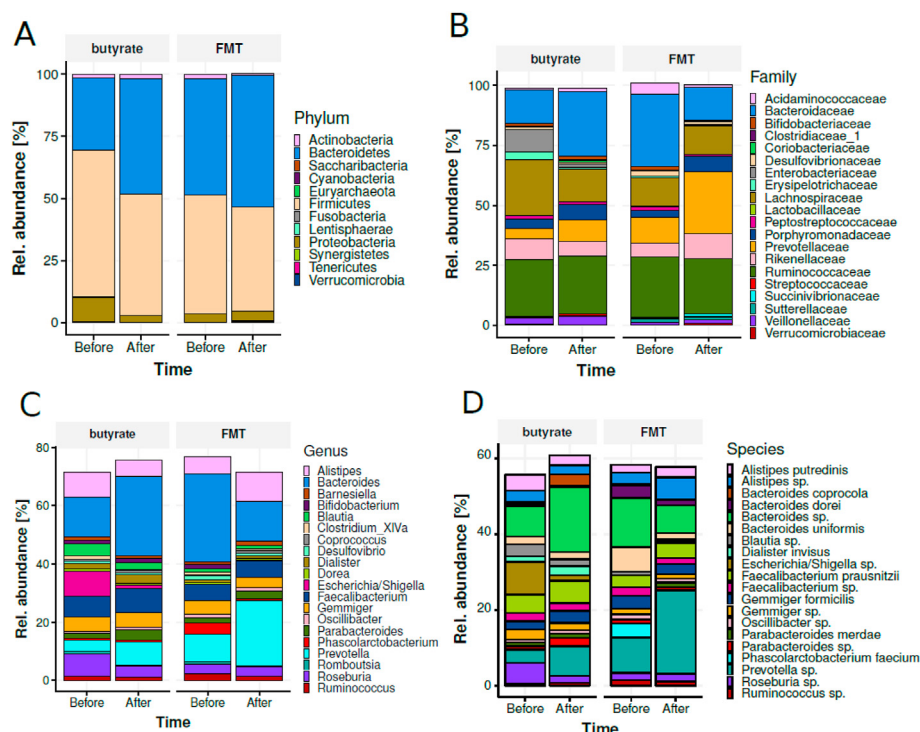 A
butyrate
FMT
100
75
50
25
0
Rel. abundance [%]
Before
After
Before
After
Time
Phylum
Actinobacteria
Bacteroidetes
Saccharibacteria
Cyanobacteria
Euryarchaeota
Firmicutes
Fusobacteria
Lentisphaerae
Proteobacteria
Synergistetes
Tenericutes
Verrucomicrobia
B
butyrate
FMT
100
75
50
25
0
Rel. abundance [%]
Before
After
Before
After
Time
Family
Acidaminococcaceae
Bacteroidaceae
Bifidobacteriaceae
Clostridiaceae_1
Coriobacteriaceae
Desulfovibrionaceae
Enterobacteriaceae
Erysipelotrichaceae
Lachnospiraceae
Lactobacillaceae
Peptostreptococcaceae
Porphyromonadaceae
Prevotellaceae
Rikenellaceae
Ruminococcaceae
Streptococcaceae
Succinivibrionaceae
Sutterellaceae
Veillonellaceae
Verrucomicrobiaceae
C
butyrate
FMT
80
60
40
20
0
Rel. abundance [%]
Before
After
Before
After
Time
Genus
Alistipes
Bacteroides
Barnesiella
Bifidobacterium
Blautia
Clostridium_XIVa
Coprococcus
Desulfovibrio
Dialister
Dorea
Escherichia/Shigella
Faecalibacterium
Gemmiger
Oscillibacter
Parabacteroides
Phascolarctobacterium
Prevotella
Romboutsia
Roseburia
Ruminococcus
D
butyrate
FMT
60
40
20
0
Rel. abundance [%]
Before
After
Before
After
Time
Species
Alistipes putredinis
Alistipes sp.
Bacteroides coprocola
Bacteroides dorei
Bacteroides sp.
Bacteroides uniformis
Blautia sp.
Dialister invisus
Escherichia/Shigella sp.
Faecalibacterium prausnitzii
Faecalibacterium sp.
Gemmiger formicilis
Gemmiger sp.
Oscillibacter sp.
Parabacteroides merdae
Parabacteroides sp.
Phascolarctobacterium faecium
Prevotella sp.
Roseburia sp.
Ruminococcus sp.